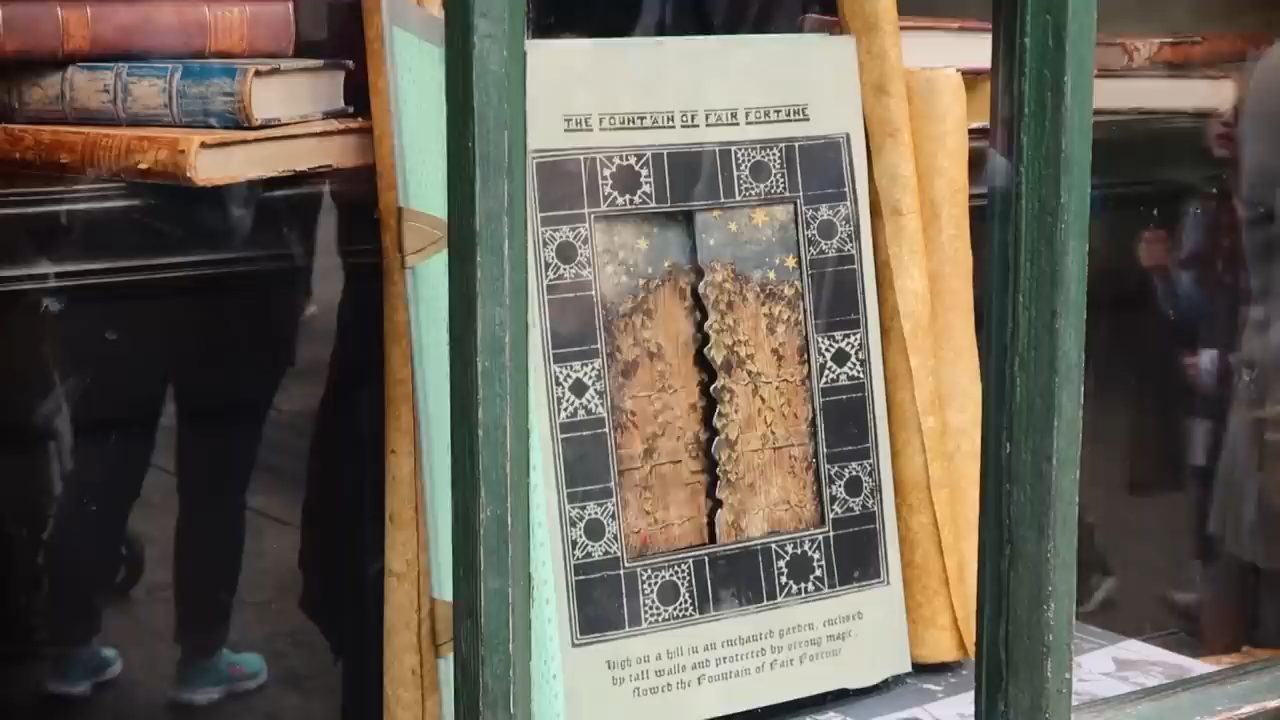 THE FOUNTAIN OF FAIR FORTUNE
High on a hill in an enchanted garden, enclosed
by tall walls and protected by strong magic,
flowed the Fountain of Fair Fortune